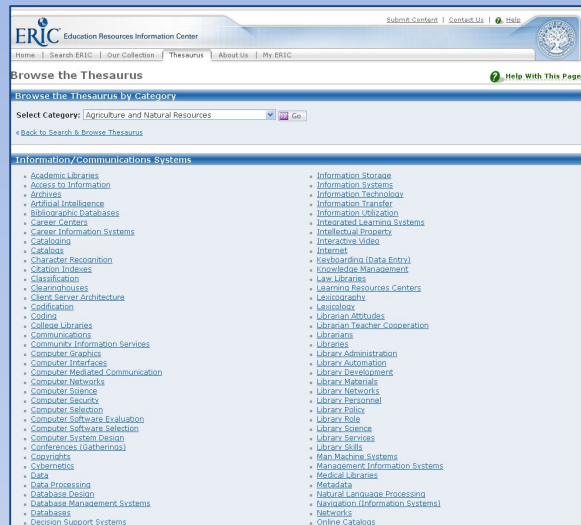 Submit Content | Contact Us | Help
ERIC Education Resources Information Center
Home | Search ERIC | Our Collection | Thesaurus | About Us | My ERIC
Browse the Thesaurus
Help With This Page
Browse the Thesaurus by Category
Select Category: Agriculture and Natural Resources Go
« Back to Search & Browse Thesaurus
Information/Communications Systems
Academic Libraries
Access to Information
Archives
Artificial Intelligence
Bibliographic Databases
Career Centers
Career Information Systems
Cataloging
Catalogs
Character Recognition
Citation Indexes
Classification
Clearinghouses
Client Server Architecture
Codification
Coding
College Libraries
Communications
Community Information Services
Computer Graphics
Computer Interfaces
Computer Mediated Communication
Computer Networks
Computer Science
Computer Security
Computer Selection
Computer Software Evaluation
Computer Software Selection
Computer System Design
Conferences (Gatherings)
Copyrights
Cybernetics
Data
Data Processing
Database Design
Database Management Systems
Databases
Decision Support Systems
Information Storage
Information Systems
Information Technology
Information Transfer
Information Utilization
Integrated Learning Systems
Intellectual Property
Interactive Video
Internet
Keyboarding (Data Entry)
Knowledge Management
Law Libraries
Learning Resources Centers
Lexicography
Lexicology
Librarian Attitudes
Librarian Teacher Cooperation
Librarians
Libraries
Library Administration
Library Automation
Library Development
Library Materials
Library Networks
Library Personnel
Library Policy
Library Role
Library Science
Library Services
Library Skills
Man Machine Systems
Management Information Systems
Medical Libraries
Metadata
Natural Language Processing
Navigation (Information Systems)
Networks
Online Catalogs